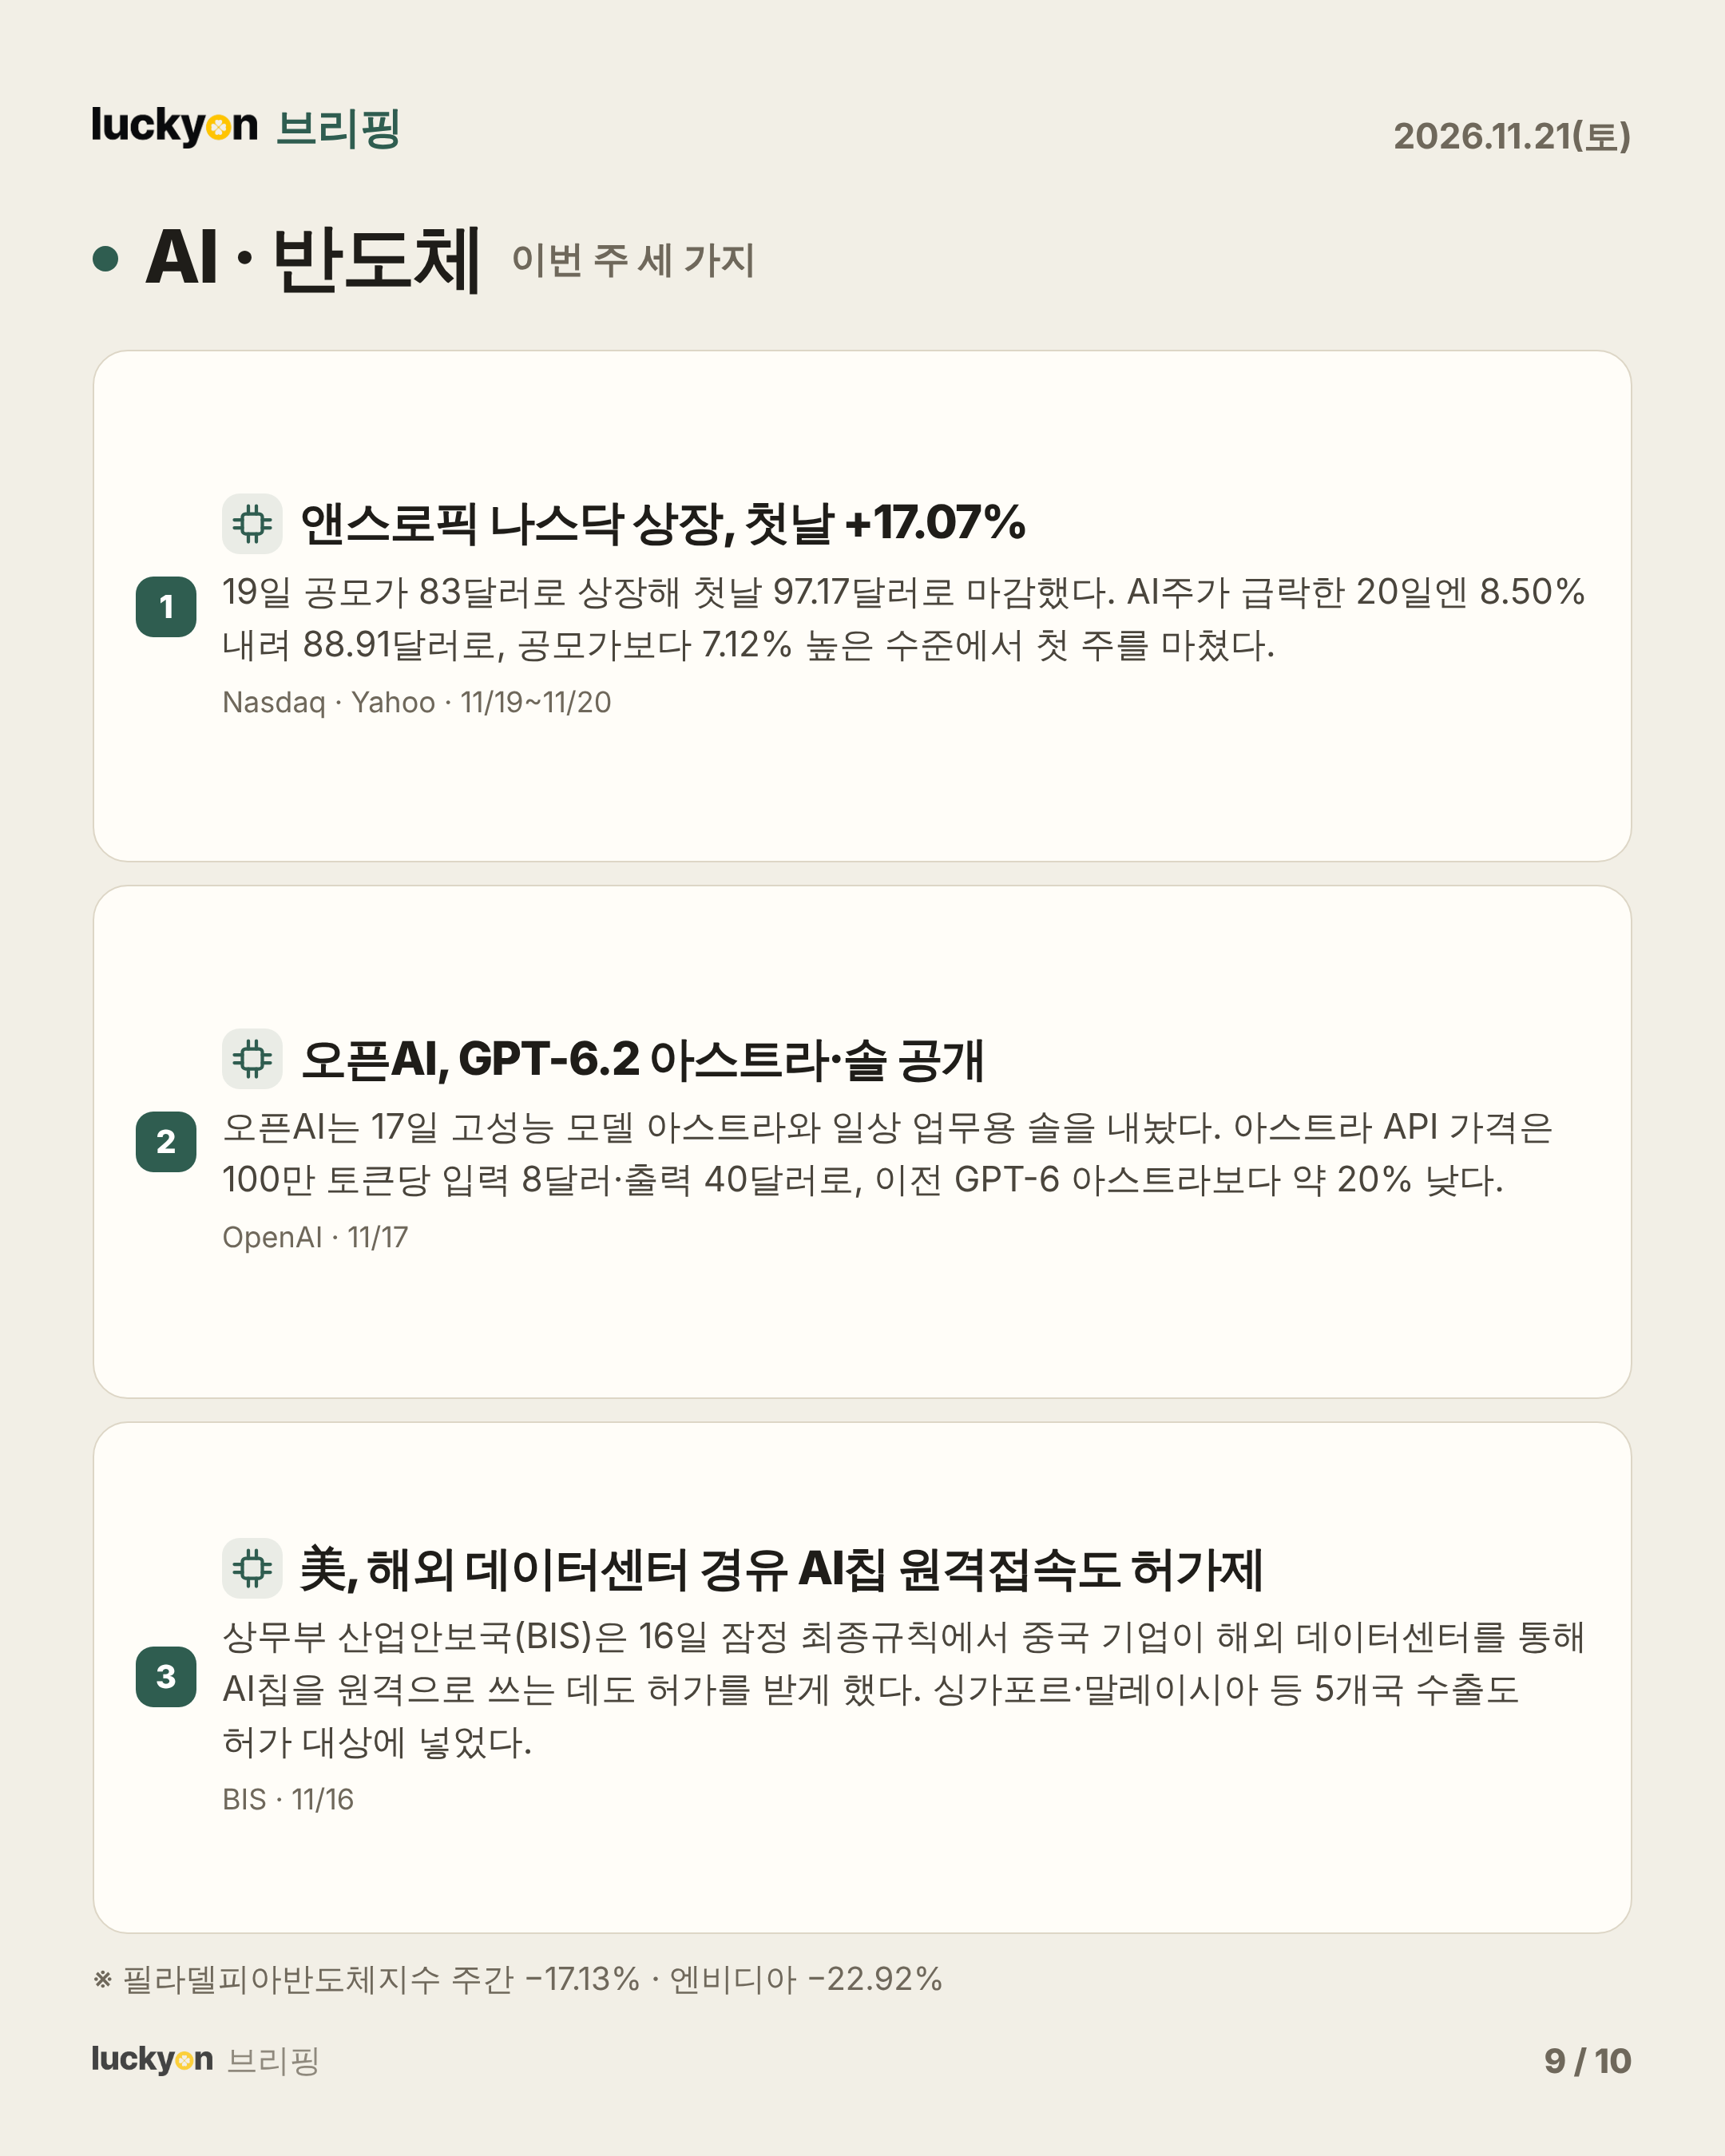 luckyon 브리핑
2026.11.21(토)
AI · 반도체 이번 주 세 가지
앤스로픽 나스닥 상장, 첫날 +17.07%
1
19일 공모가 83달러로 상장해 첫날 97.17달러로 마감했다. AI주가 급락한 20일엔 8.50%
내려 88.91달러로, 공모가보다 7.12% 높은 수준에서 첫 주를 마쳤다.
Nasdaq · Yahoo · 11/19~11/20
오픈AI, GPT-6.2 아스트라·솔 공개
2
오픈AI는 17일 고성능 모델 아스트라와 일상 업무용 솔을 내놨다. 아스트라 API 가격은
100만 토큰당 입력 8달러·출력 40달러로, 이전 GPT-6 아스트라보다 약 20% 낮다.
OpenAI · 11/17
美, 해외 데이터센터 경유 AI칩 원격접속도 허가제
3
상무부 산업안보국(BIS)은 16일 잠정 최종규칙에서 중국 기업이 해외 데이터센터를 통해
AI칩을 원격으로 쓰는 데도 허가를 받게 했다. 싱가포르·말레이시아 등 5개국 수출도
허가 대상에 넣었다.
BIS · 11/16
※ 필라델피아반도체지수 주간 −17.13% · 엔비디아 −22.92%
luckyon 브리핑
9 / 10